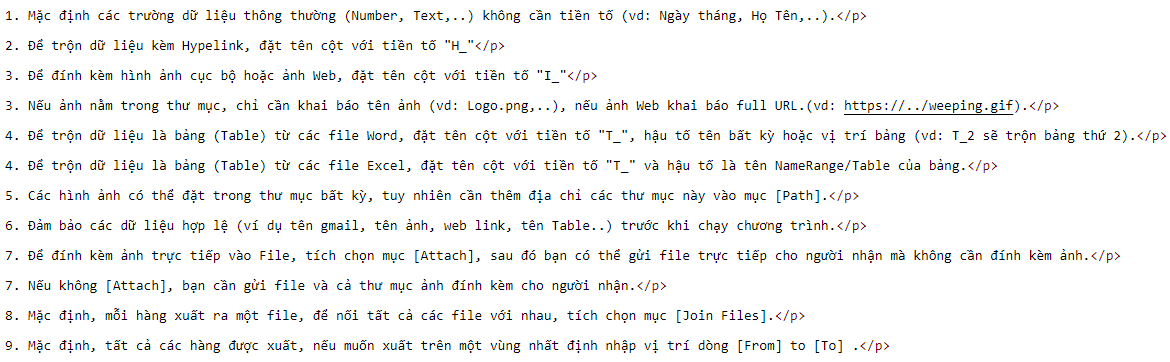 1. Mặc định các trường dữ liệu thông thường (Number, Text,..) không cần tiền tố (vd: Ngày tháng, Họ Tên,..).</p>
2. Để trộn dữ liệu kèm Hypelink, đặt tên cột với tiền tố "H_"</p>
3. Để đính kèm hình ảnh cục bộ hoặc ảnh Web, đặt tên cột với tiền tố "I_"</p>
3. Nếu ảnh nằm trong thư mục, chỉ cần khai báo tên ảnh (vd: Logo.png,..), nếu ảnh Web khai báo full URL.(vd: https://../weeping.gif).</p>
4. Để trộn dữ liệu là bảng (Table) từ các file Word, đặt tên cột với tiền tố "T_", hậu tố tên bất kỳ hoặc vị trí bảng (vd: T_2 sẽ trộn bảng thứ 2).</p>
4. Để trộn dữ liệu là bảng (Table) từ các file Excel, đặt tên cột với tiền tố "T_" và hậu tố là tên NameRange/Table của bảng.</p>
5. Các hình ảnh có thể đặt trong thư mục bất kỳ, tuy nhiên cần thêm địa chỉ các thư mục này vào mục [Path].</p>
6. Đảm bảo các dữ liệu hợp lệ (ví dụ tên gmail, tên ảnh, web link, tên Table..) trước khi chạy chương trình.</p>
7. Để đính kèm ảnh trực tiếp vào File, tích chọn mục [Attach], sau đó bạn có thể gửi file trực tiếp cho người nhận mà không cần đính kèm ảnh.</p>
7. Nếu không [Attach], bạn cần gửi file và cả thư mục ảnh đính kèm cho người nhận.</p>
8. Mặc định, mỗi hàng xuất ra một file, để nối tất cả các file với nhau, tích chọn mục [Join Files].</p>
9. Mặc định, tất cả các hàng được xuất, nếu muốn xuất trên một vùng nhất định nhập vị trí dòng [From] to [To] .</p>